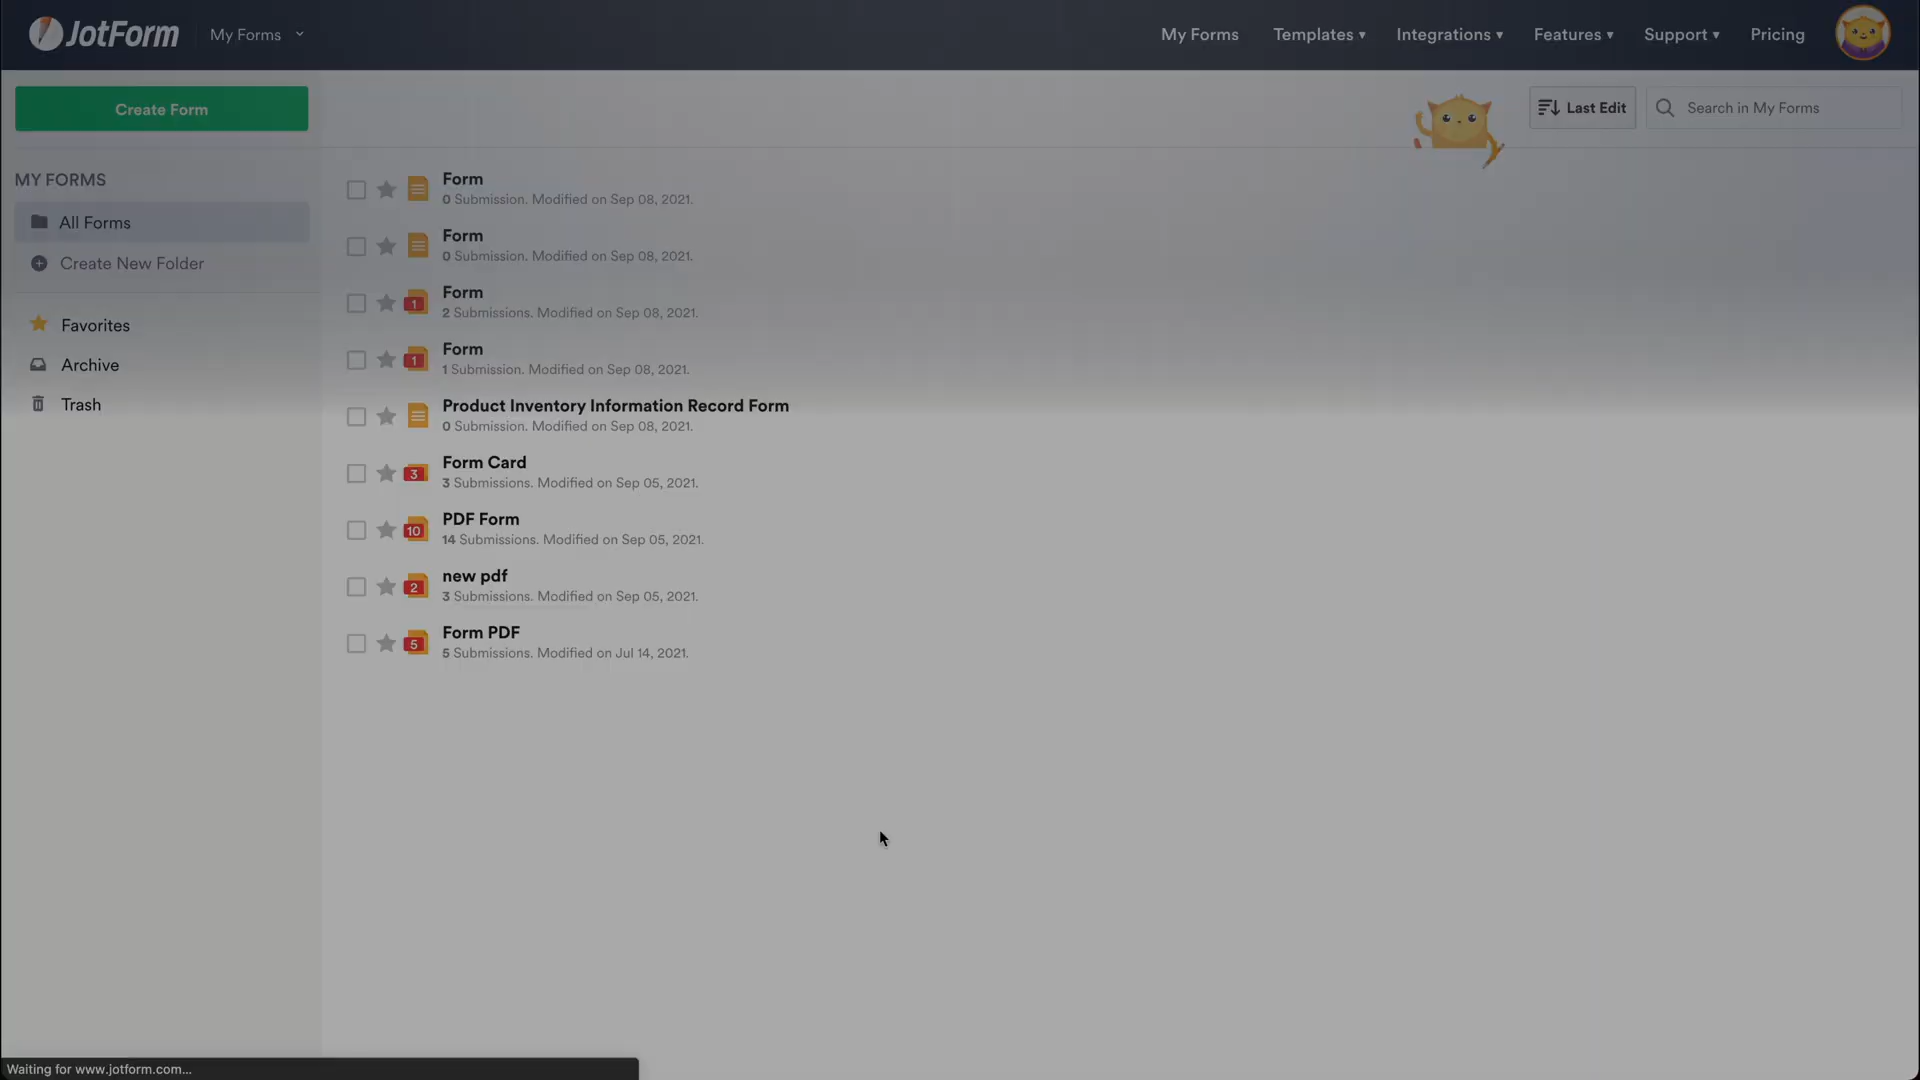 JotForm
My Forms
My Forms
Templates ▾
Integrations ▾
Features ▾
Support ▾
Pricing
Create Form
Last Edit
Search in My Forms
MY FORMS
All Forms
Create New Folder
Favorites
Archive
Trash
Form
0 Submission. Modified on Sep 08, 2021.
Form
0 Submission. Modified on Sep 08, 2021.
1
Form
2 Submissions. Modified on Sep 08, 2021.
1
Form
1 Submission. Modified on Sep 08, 2021.
Product Inventory Information Record Form
0 Submission. Modified on Sep 08, 2021.
3
Form Card
3 Submissions. Modified on Sep 05, 2021.
10
PDF Form
14 Submissions. Modified on Sep 05, 2021.
2
new pdf
3 Submissions. Modified on Sep 05, 2021.
5
Form PDF
5 Submissions. Modified on Jul 14, 2021.
Waiting for www.jotform.com...